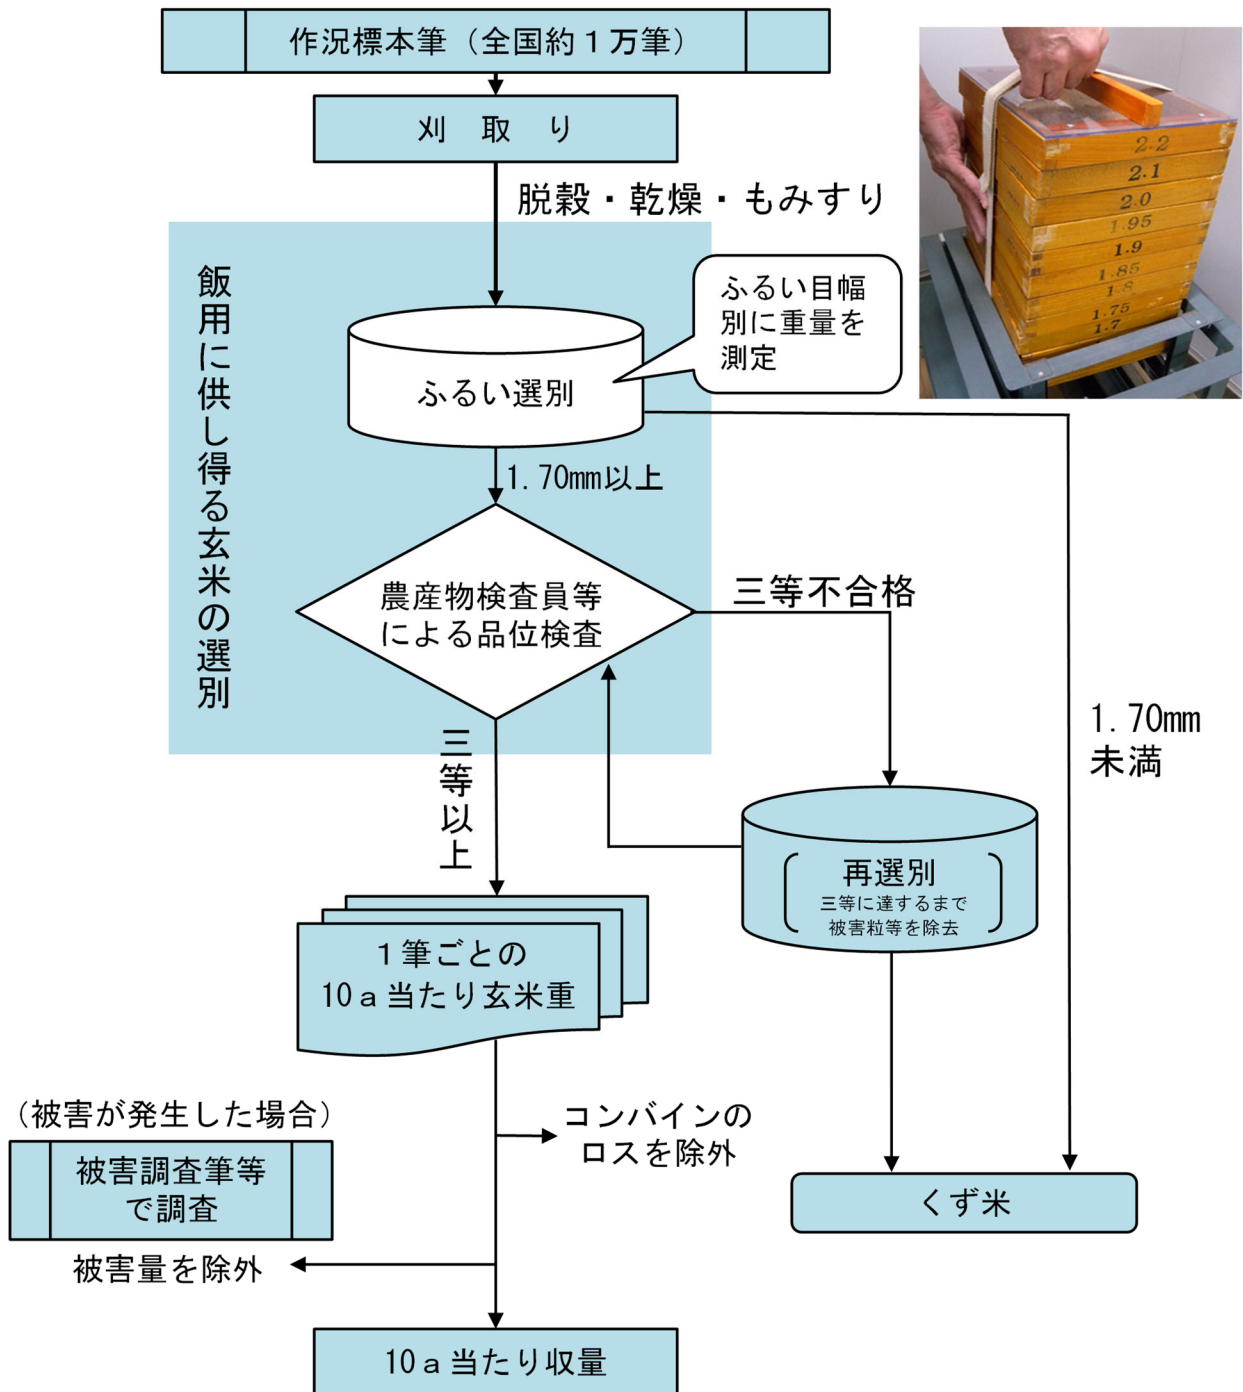 作況標本筆（全国約１万筆）
刈　取　り
脱穀・乾燥・もみすり
飯用に供し得る玄米の選別
ふるい目幅
別に重量を
測定
ふるい選別
2.2
2.1
2.0
1.95
1.9
1.85
1.8
1.75
1.7
1.70mm以上
農産物検査員等
による品位検査
三等不合格
1.70mm
未満
三等以上
再選別
三等に達するまで
被害粒等を除去
１筆ごとの
10ａ当たり玄米重
（被害が発生した場合）
被害調査筆等
で調査
被害量を除外
コンバインの
ロスを除外
くず米
10ａ当たり収量